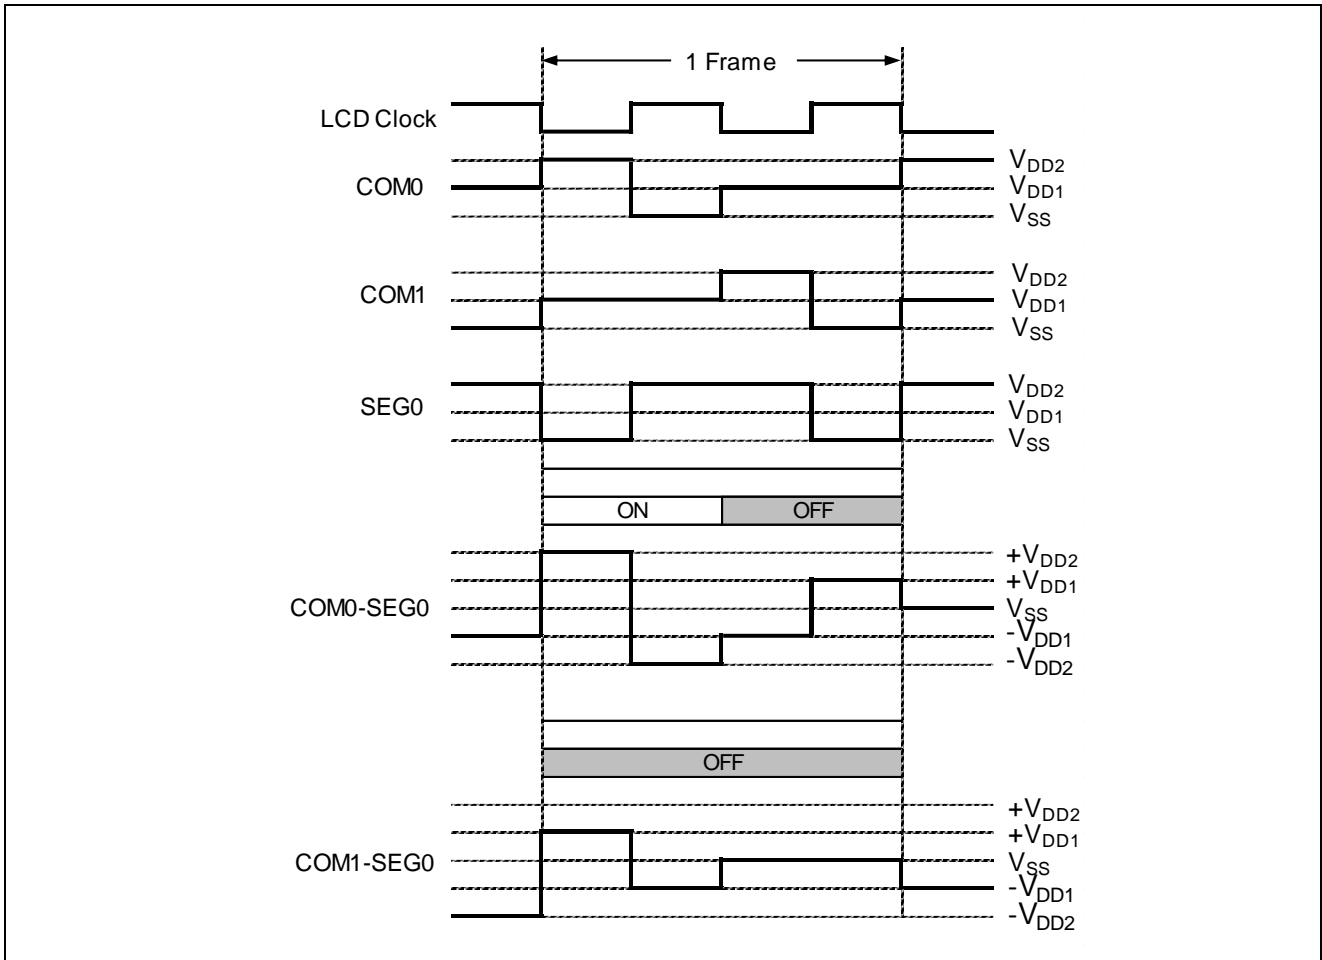 1 Frame
LCD Clock
COM0
VDD2
VDD1
VSS
COM1
VDD2
VDD1
VSS
SEG0
VDD2
VDD1
VSS
ON OFF
COM0-SEG0
+VDD2
+VDD1
VSS
-VDD1
-VDD2
OFF
COM1-SEG0
+VDD2
+VDD1
VSS
-VDD1
-VDD2